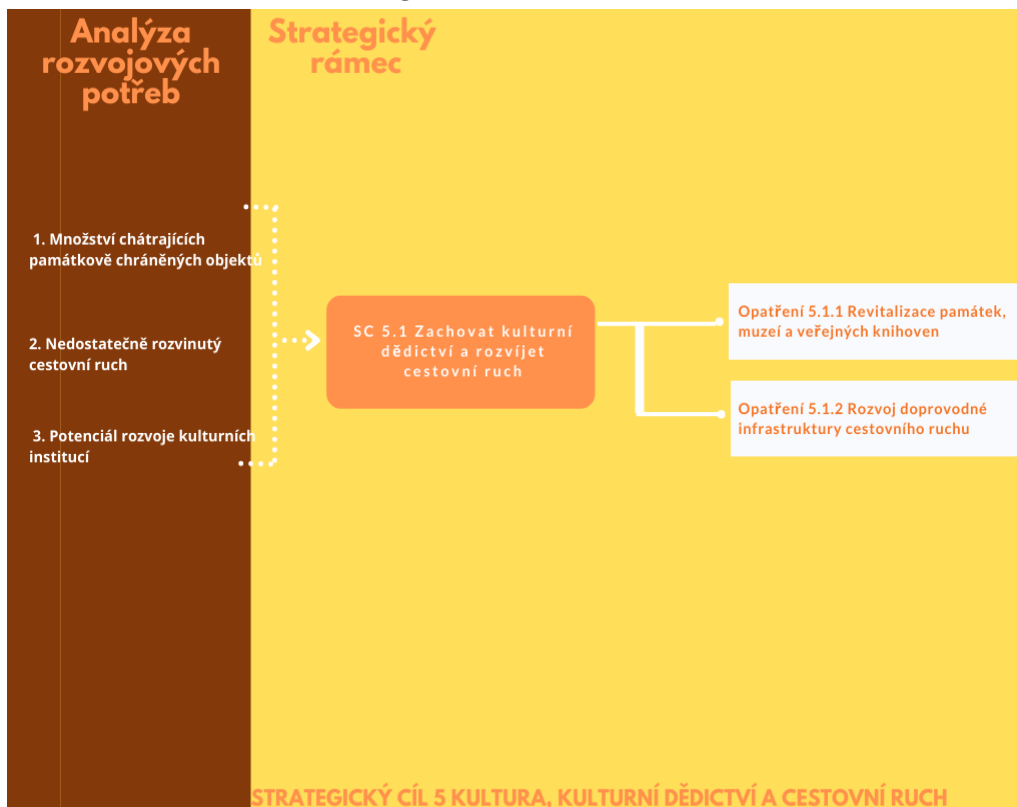 Analýza
rozvojových
potřeb
Strategický
rámec
1. Množství chátrajících
památkově chráněných objektů
2. Nedostatečně rozvinutý
cestovní ruch
3. Potenciál rozvoje kulturních
institucí
SC 5.1 Zachovat kulturní
dědictví a rozvíjet
cestovní ruch
Opatření 5.1.1 Revitalizace památek,
muzeí a veřejných knihoven
Opatření 5.1.2 Rozvoj doprovodné
infrastruktury cestovního ruchu
STRATEGICKÝ CÍL 5 KULTURA, KULTURNÍ DĚDICTVÍ A CESTOVNÍ RUCH